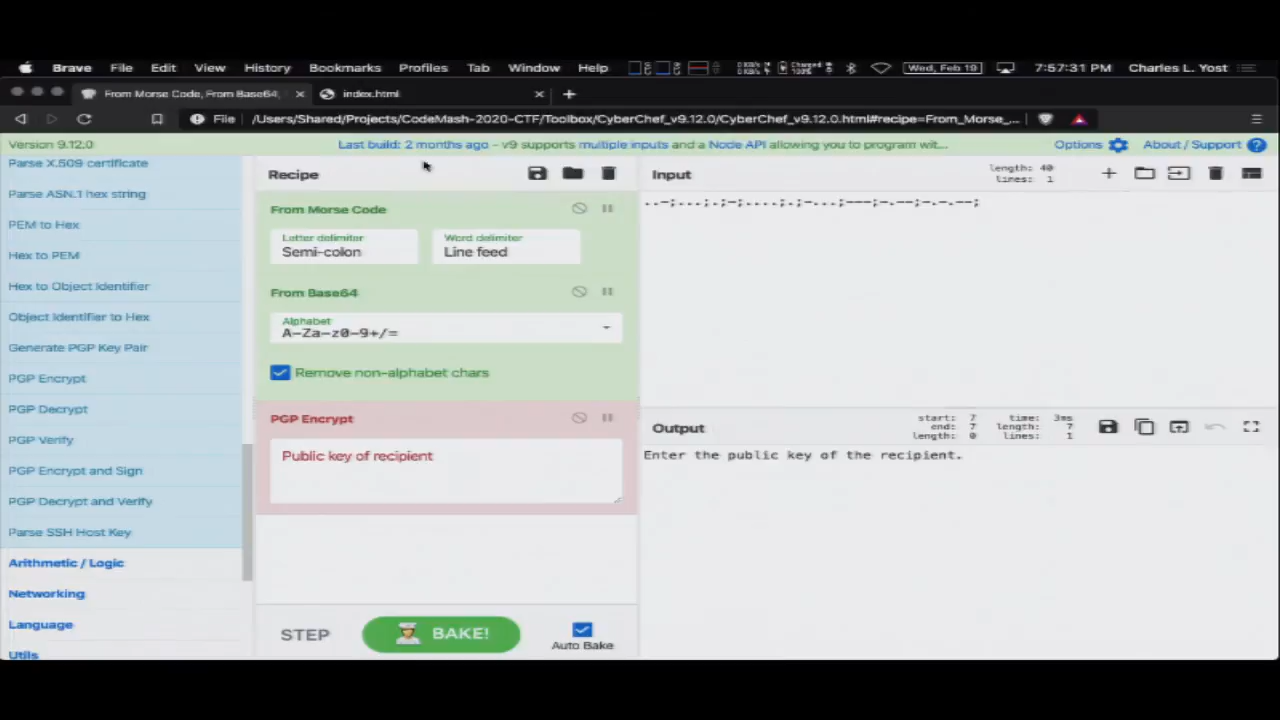 Brave File Edit View History Bookmarks Profiles Tab Window Help Wed, Feb 19 7:57:31 PM Charles L. Yost
From Morse Code, From Base64, index.html
File /Users/Shared/Projects/CodeMash-2020-CTF/Toolbox/CyberChef_v9.12.0/CyberChef_v9.12.0.html#recipe=From_Morse_...
Version 9.12.0 Last build: 2 months ago - v9 supports multiple inputs and a Node API allowing you to program wit... Options About / Support
Parse X.509 certificate
Parse ASN.1 hex string
PEM to Hex
Hex to PEM
Hex to Object Identifier
Object Identifier to Hex
Generate PGP Key Pair
PGP Encrypt
PGP Decrypt
PGP Verify
PGP Encrypt and Sign
PGP Decrypt and Verify
Parse SSH Host Key
Arithmetic / Logic
Networking
Language
Utils
Recipe
From Morse Code
Letter delimiter
Semi-colon
Word delimiter
Line feed
From Base64
Alphabet
A-Za-z0-9+/=
Remove non-alphabet chars
PGP Encrypt
Public key of recipient
STEP
BAKE!
Auto Bake
Input
length: 40
lines: 1
Output
start: 7 time: 3ms
end: 7 length: 7
length: 0 lines: 1
Enter the public key of the recipient.